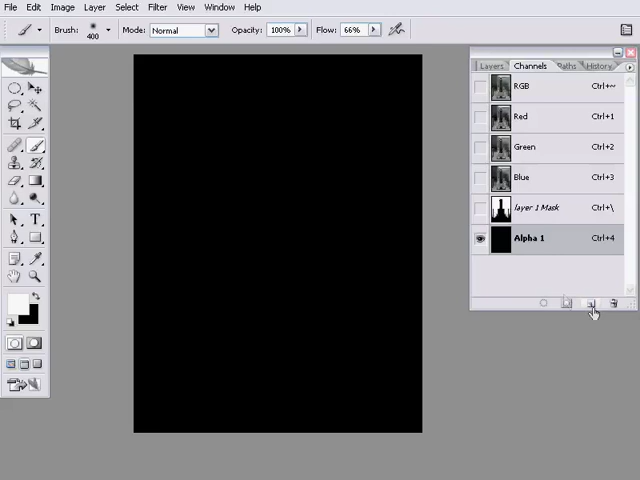 File Edit Image Layer Select Filter View Window Help
Brush: 400 Mode: Normal Opacity: 100% Flow: 66%
Layers Channels Paths History
RGB Ctrl+~
Red Ctrl+1
Green Ctrl+2
Blue Ctrl+3
layer 1 Mask Ctrl+\
Alpha 1 Ctrl+4
T